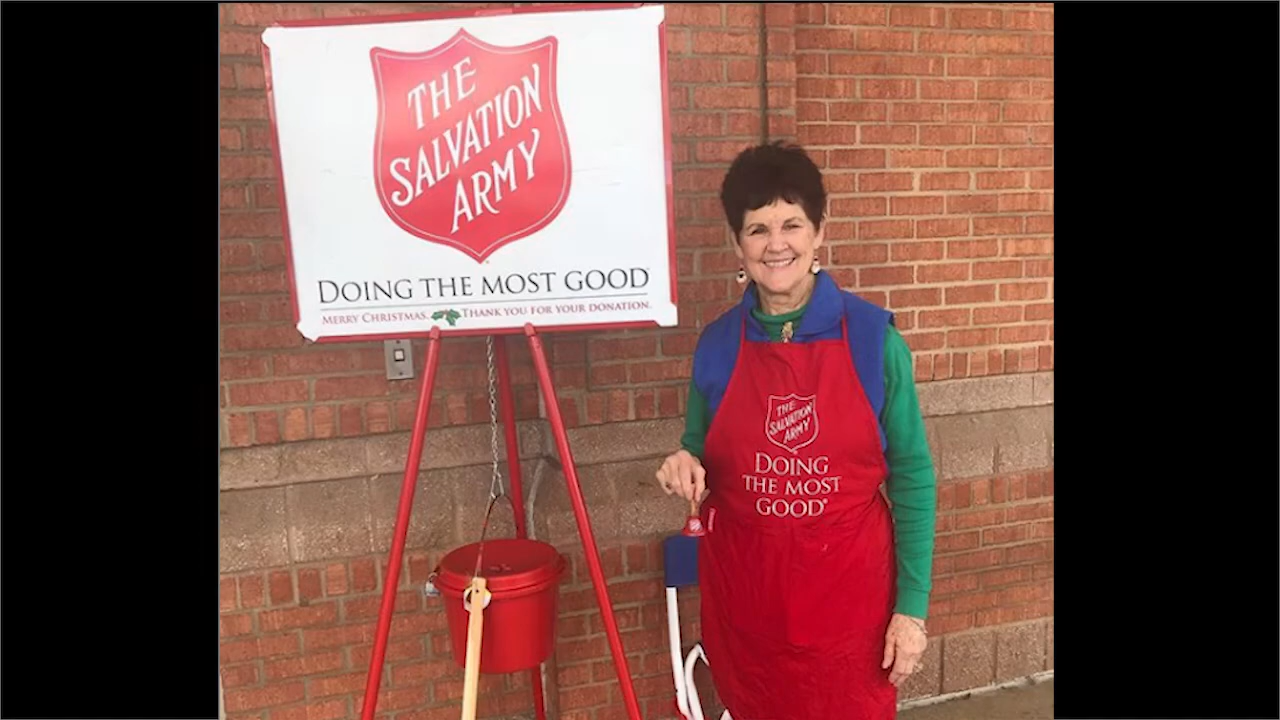 THE
SALVATION
ARMY
DOING THE MOST GOOD
MERRY CHRISTMAS. THANK YOU FOR YOUR DONATION.
THE
SALVATION
ARMY
DOING
THE MOST
GOOD®